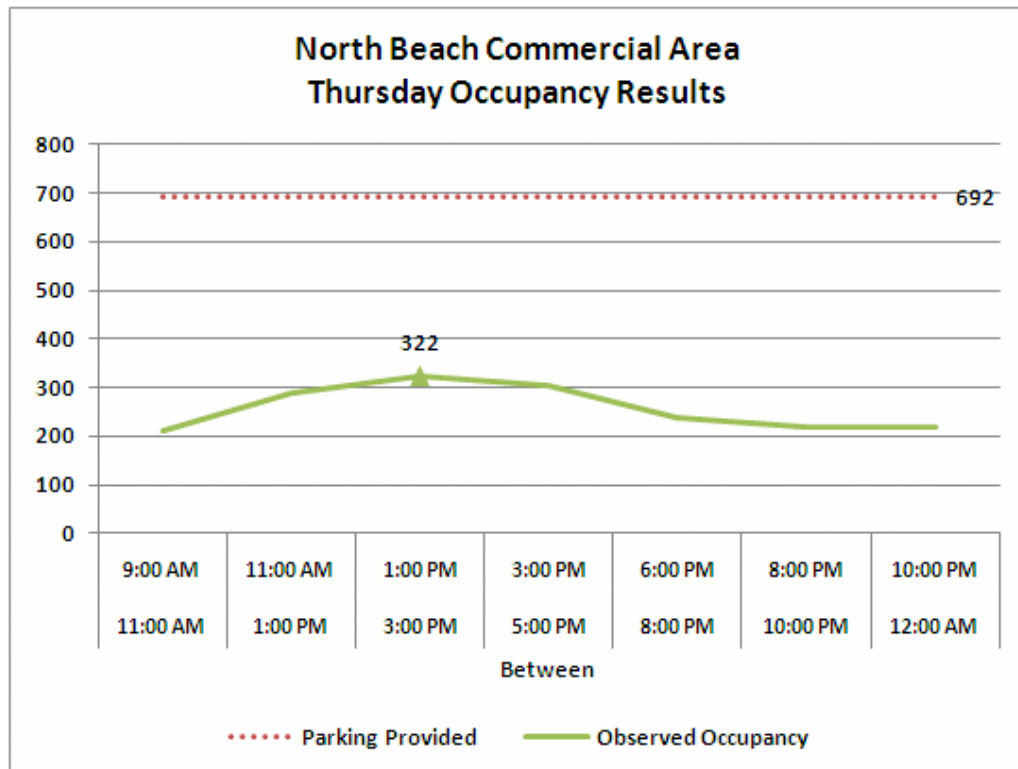 North Beach Commercial Area
Thursday Occupancy Results
800
700
692
600
500
400
322
300
200
100
0
9:00 AM 11:00 AM 1:00 PM 3:00 PM 6:00 PM 8:00 PM 10:00 PM
11:00 AM 1:00 PM 3:00 PM 5:00 PM 8:00 PM 10:00 PM 12:00 AM
Between
Parking Provided Observed Occupancy